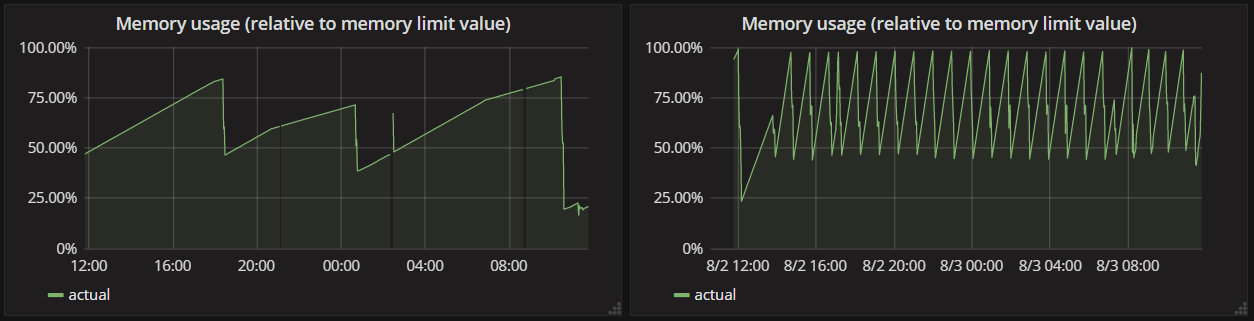 Memory usage (relative to memory limit value)
100.00%
75.00%
50.00%
25.00%
0%
12:00 16:00 20:00 00:00 04:00 08:00
actual
Memory usage (relative to memory limit value)
100.00%
75.00%
50.00%
25.00%
0%
8/2 12:00 8/2 16:00 8/2 20:00 8/3 00:00 8/3 04:00 8/3 08:00
actual